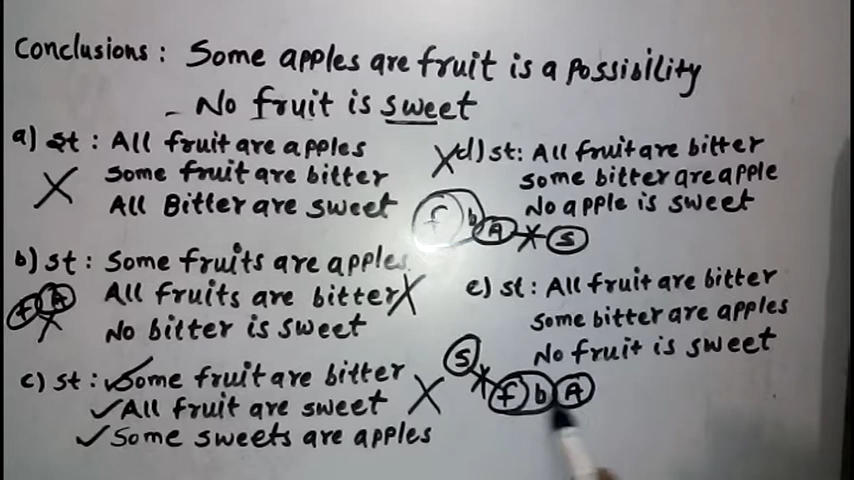 Conclusions : Some apples are fruit is a possibility
- No fruit is sweet
a) st : All fruit are apples
Some fruit are bitter
All Bitter are sweet
b) st : Some fruits are apples
All fruits are bitter
No bitter is sweet
f A
c) st : Some fruit are bitter
All fruit are sweet
Some sweets are apples
d) st : All fruit are bitter
some bitter are apple
No apple is sweet
f b A S
e) st : All fruit are bitter
some bitter are apples
No fruit is sweet
S
f b A